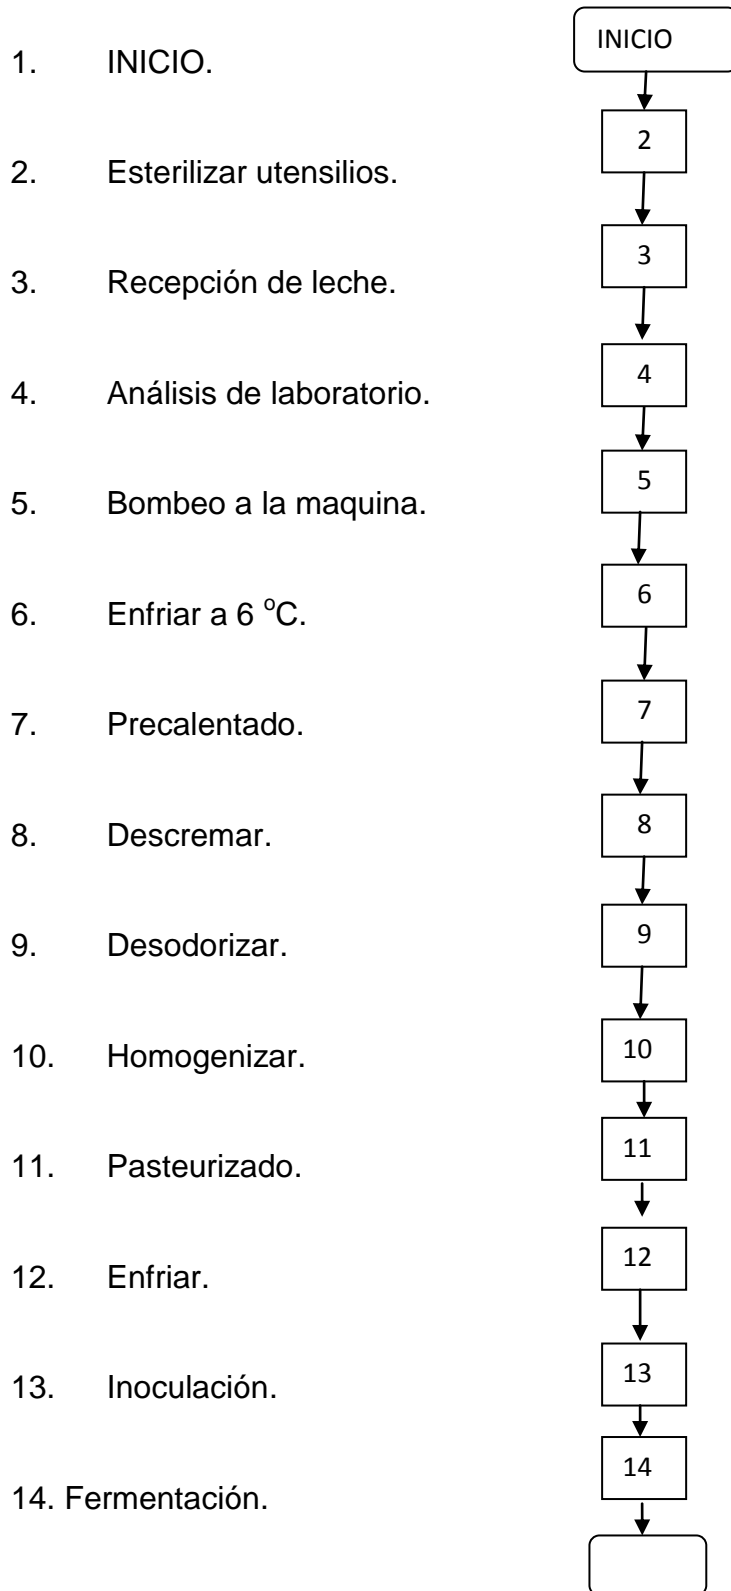 INICIO
1. INICIO.
2
2. Esterilizar utensilios.
3
3. Recepción de leche.
4
4. Análisis de laboratorio.
5
5. Bombeo a la maquina.
6
6. Enfriar a 6 °C.
7
7. Precalentado.
8
8. Descremar.
9
9. Desodorizar.
10
10. Homogenizar.
11
11. Pasteurizado.
12
12. Enfriar.
13
13. Inoculación.
14
14. Fermentación.